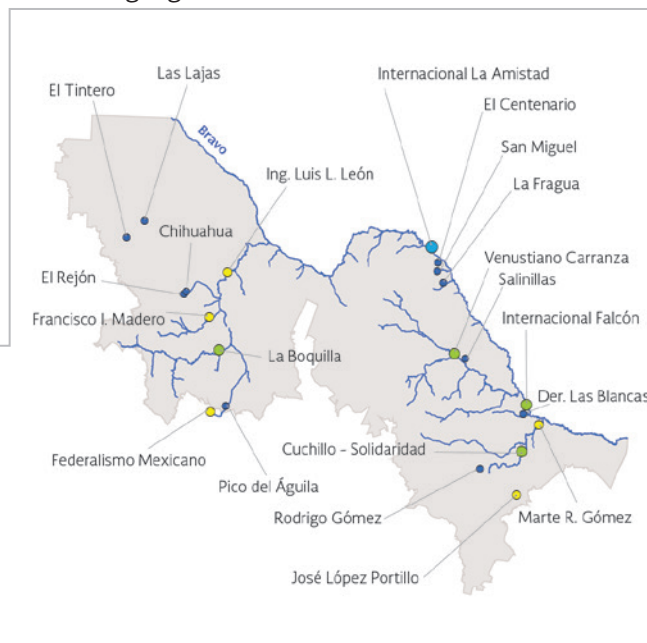 Las Lajas
El Tintero
Internacional La Amistad
El Centenario
Bravo
San Miguel
Ing. Luis L. León
La Fragua
Chihuahua
Venustiano Carranza
El Rejón
Salinillas
Francisco I. Madero
Internacional Falcón
La Boquilla
Der. Las Blancas
Cuchillo - Solidaridad
Federalismo Mexicano
Pico del Águila
Rodrigo Gómez
Marte R. Gómez
José López Portillo